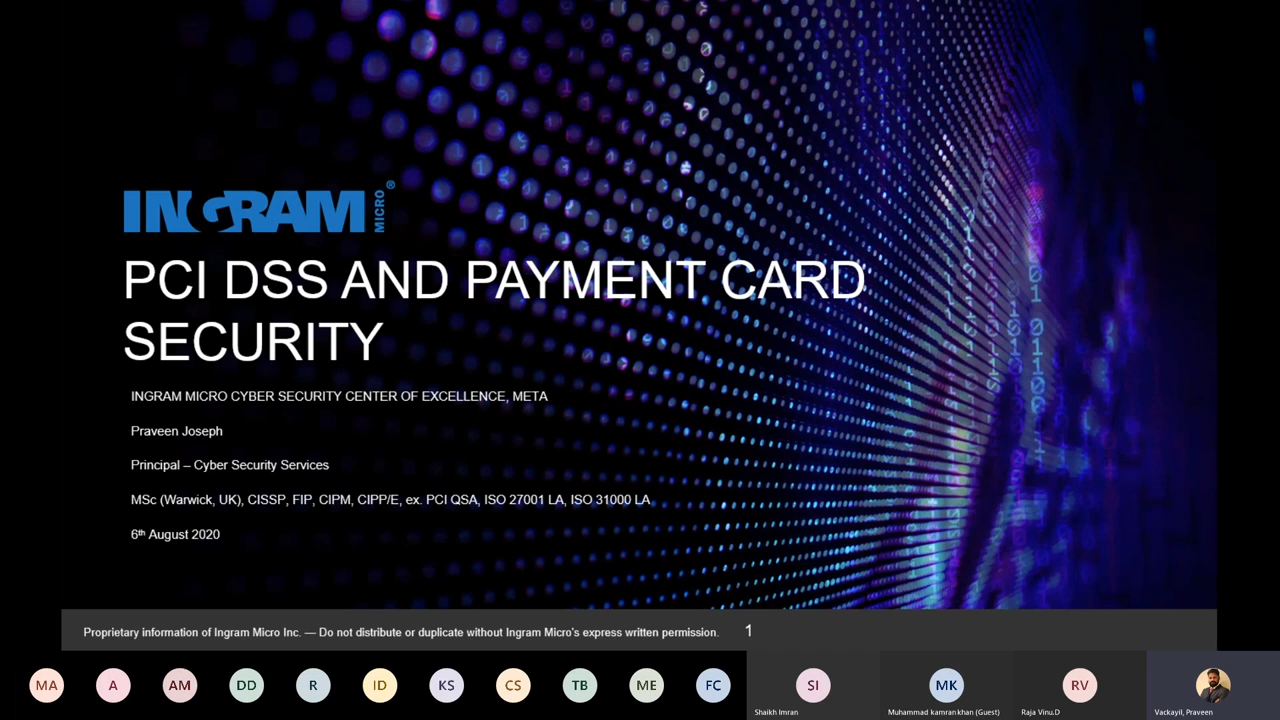 INGRAM MICRO®
PCI DSS AND PAYMENT CARD
SECURITY
INGRAM MICRO CYBER SECURITY CENTER OF EXCELLENCE, META
Praveen Joseph
Principal – Cyber Security Services
MSc (Warwick, UK), CISSP, FIP, CIPM, CIPP/E, ex. PCI QSA, ISO 27001 LA, ISO 31000 LA
6th August 2020
Proprietary information of Ingram Micro Inc. — Do not distribute or duplicate without Ingram Micro's express written permission. 1
MA A AM DD R ID KS CS TB ME FC SI MK RV
Shaikh Imran Muhammad kamran khan (Guest) Raja Vinu.D Vackayil, Praveen